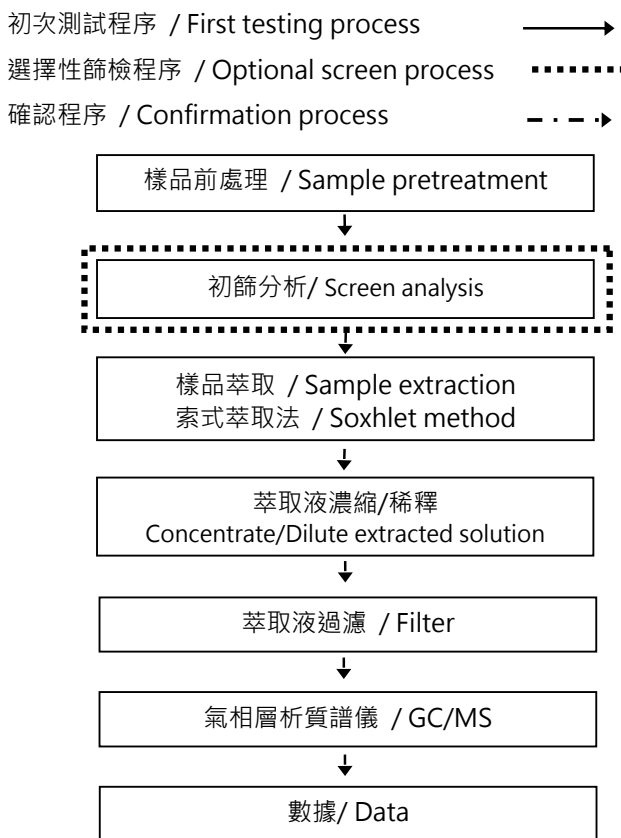 初次測試程序 / First testing process
選擇性篩檢程序 / Optional screen process
確認程序 / Confirmation process
樣品前處理 / Sample pretreatment
初篩分析/ Screen analysis
樣品萃取 / Sample extraction
索式萃取法 / Soxhlet method
萃取液濃縮/稀釋
Concentrate/Dilute extracted solution
萃取液過濾 / Filter
氣相層析質譜儀 / GC/MS
數據/ Data